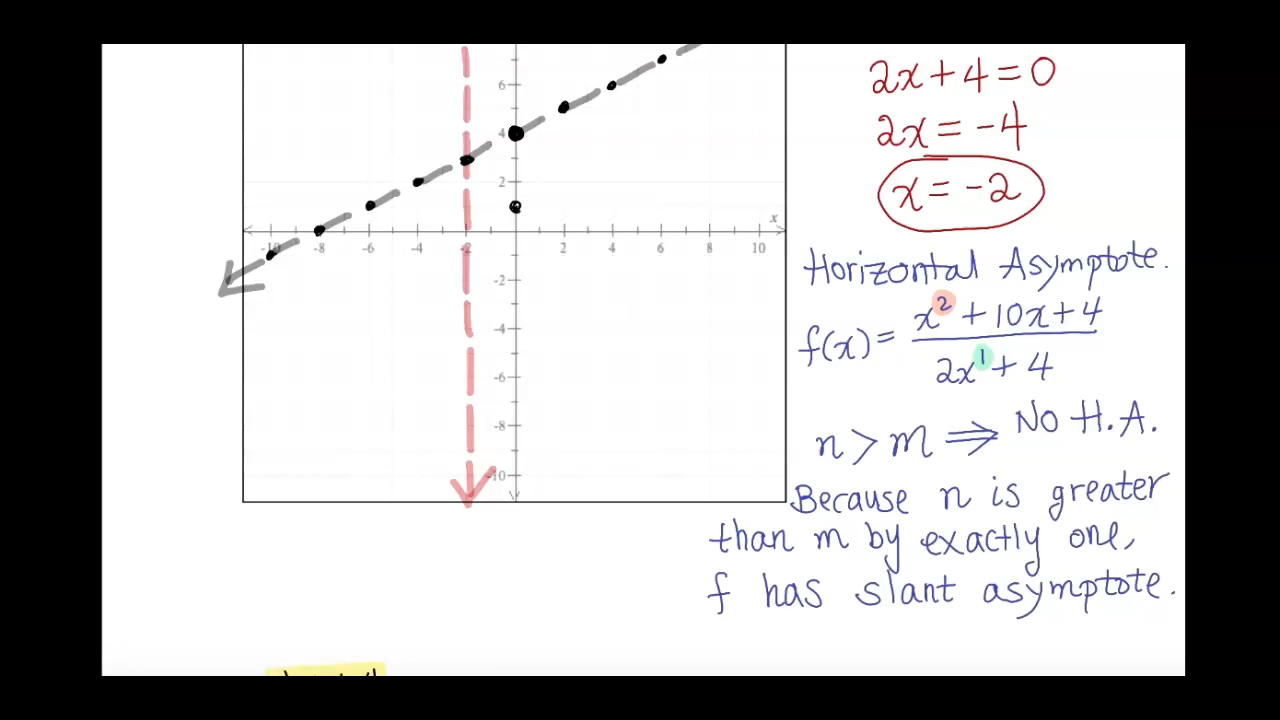 2x+4=0
2x=-4
x=-2
6
4
2
x
-10 -8 -6 -4 -2 2 4 6 8 10
-2
-4
-6
-8
-10
Horizontal Asymptote.
f(x)= x²+10x+4
2x¹+4
n>m ⇒ No H.A.
Because n is greater
than m by exactly one,
f has slant asymptote.